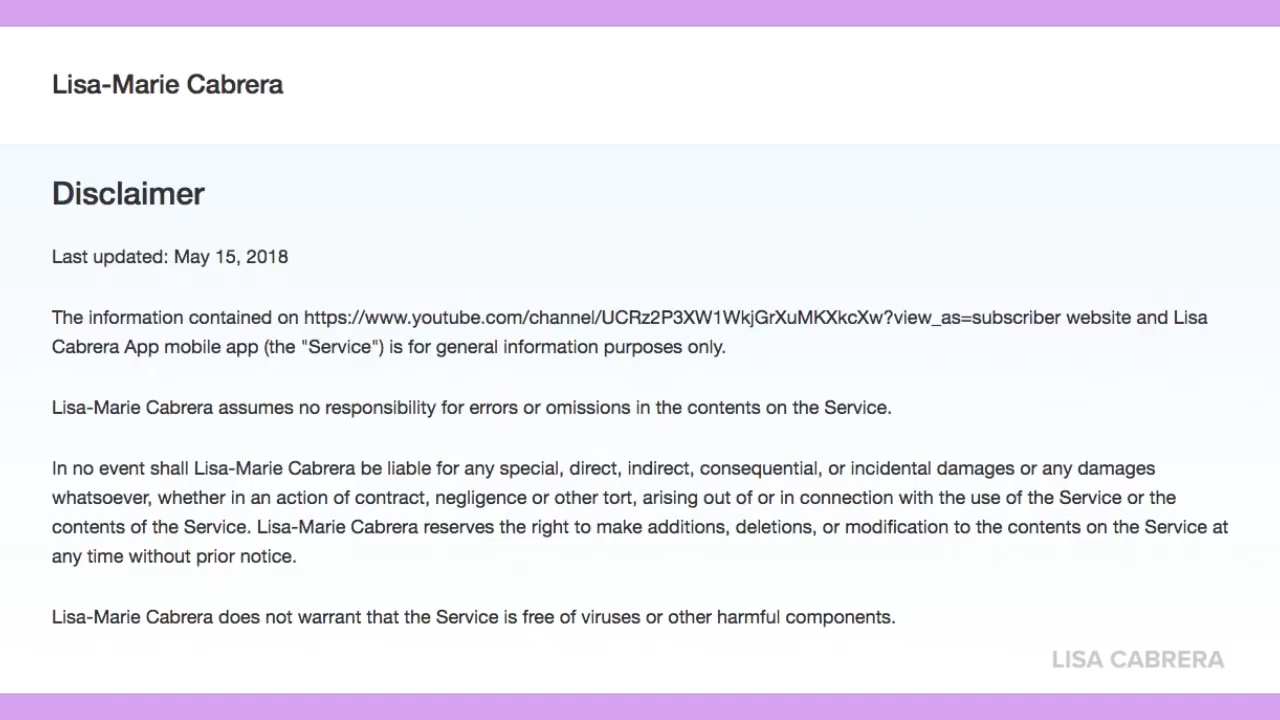 Lisa-Marie Cabrera
Disclaimer
Last updated: May 15, 2018
The information contained on https://www.youtube.com/channel/UCRz2P3XW1WkjGrXuMKXkcXw?view_as=subscriber website and Lisa
Cabrera App mobile app (the "Service") is for general information purposes only.
Lisa-Marie Cabrera assumes no responsibility for errors or omissions in the contents on the Service.
In no event shall Lisa-Marie Cabrera be liable for any special, direct, indirect, consequential, or incidental damages or any damages
whatsoever, whether in an action of contract, negligence or other tort, arising out of or in connection with the use of the Service or the
contents of the Service. Lisa-Marie Cabrera reserves the right to make additions, deletions, or modification to the contents on the Service at
any time without prior notice.
Lisa-Marie Cabrera does not warrant that the Service is free of viruses or other harmful components.
LISA CABRERA